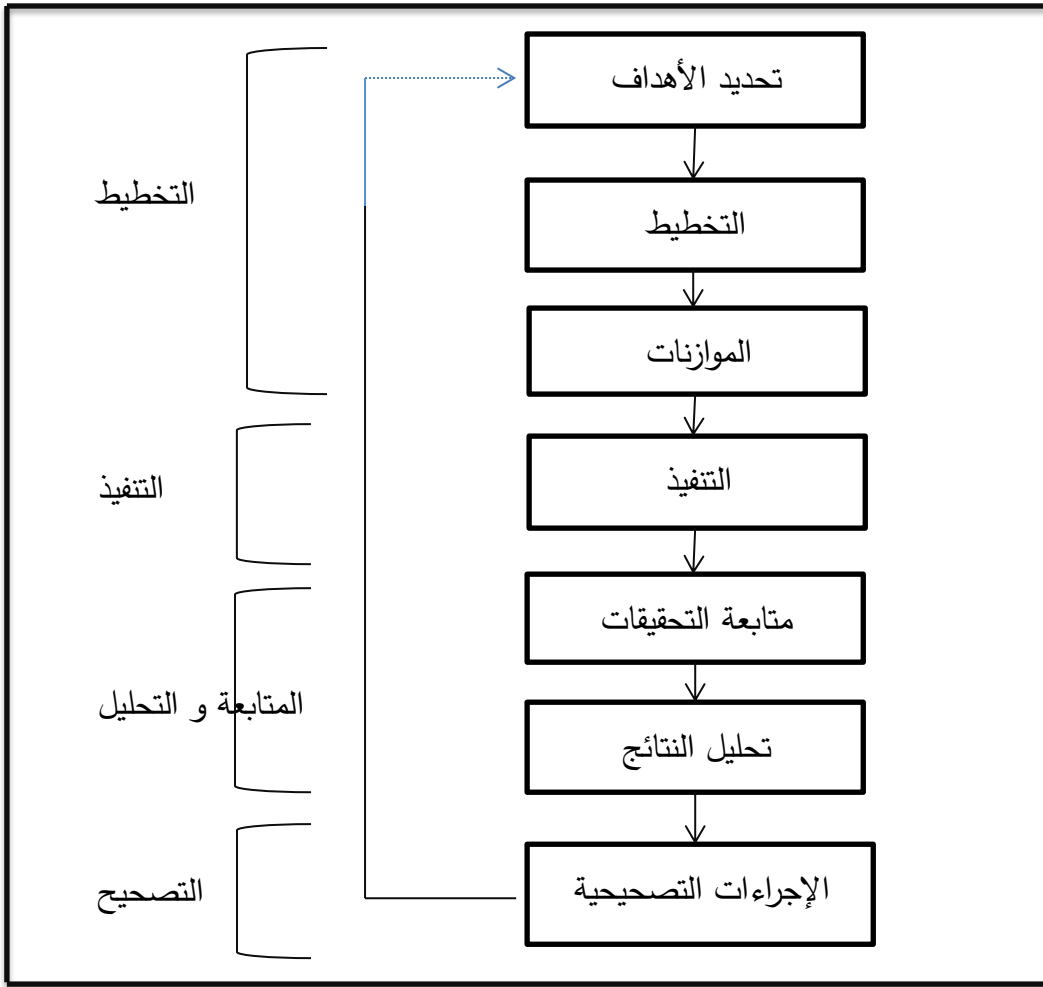 تحديد الأهداف
التخطيط
التخطيط
الموازنات
التنفيذ
التنفيذ
متابعة التحقيقات
المتابعة و التحليل
تحليل النتائج
الإجراءات التصحيحية
التصحيح